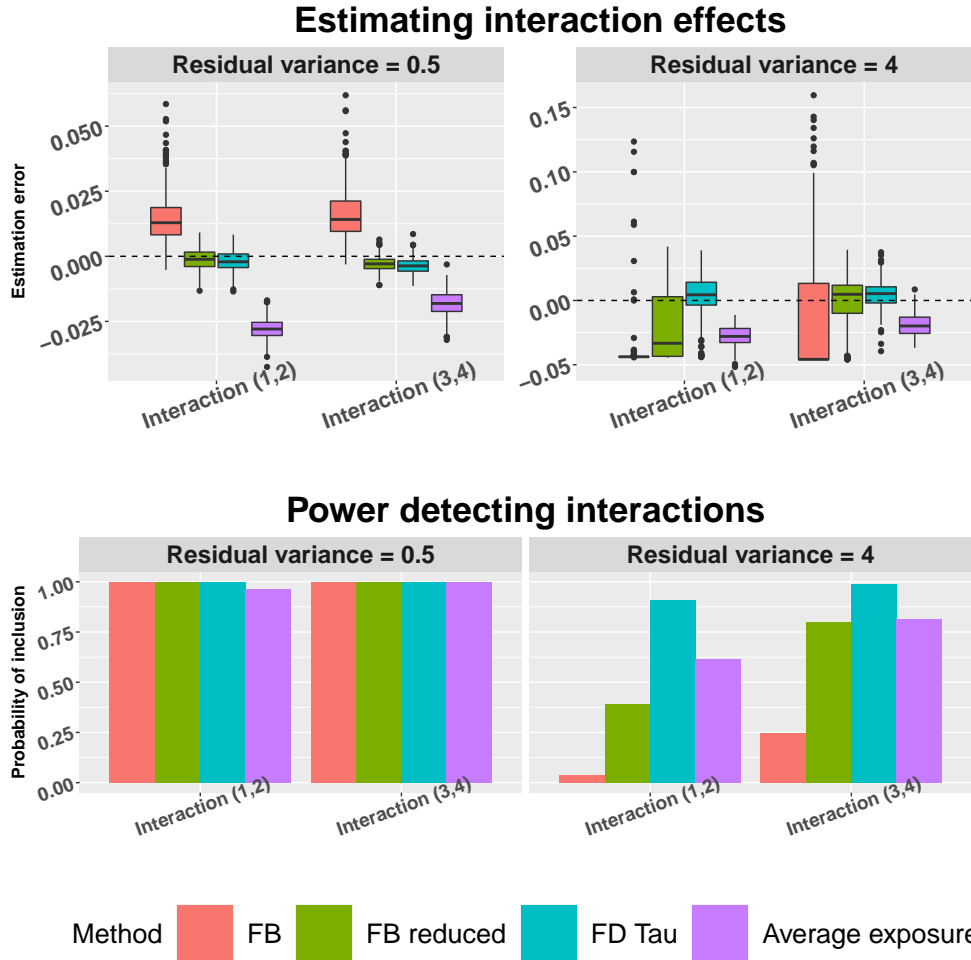 Estimating interaction effects
Residual variance = 0.5
Residual variance = 4
Estimation error
0.050
0.025
0.000
−0.025
0.15
0.10
0.05
0.00
−0.05
Interaction (1,2)
Interaction (3,4)
Interaction (1,2)
Interaction (3,4)
Power detecting interactions
Residual variance = 0.5
Residual variance = 4
Probability of inclusion
1.00
0.75
0.50
0.25
0.00
Interaction (1,2)
Interaction (3,4)
Interaction (1,2)
Interaction (3,4)
Method FB FB reduced FD Tau Average exposure